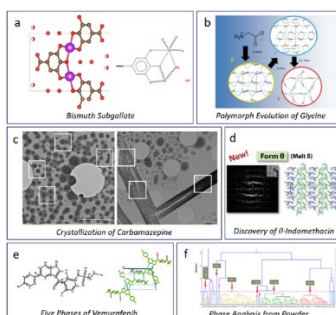 a
Bismuth Subgallate
b
Polymorph Evolution of Glycine
c
Crystallization of Carbamazepine
d
New!
Form θ (Melt δ)
Discovery of θ-Indomethacin
e
Five Phases of Vemurafenib
f
Phase Analysis from Powder